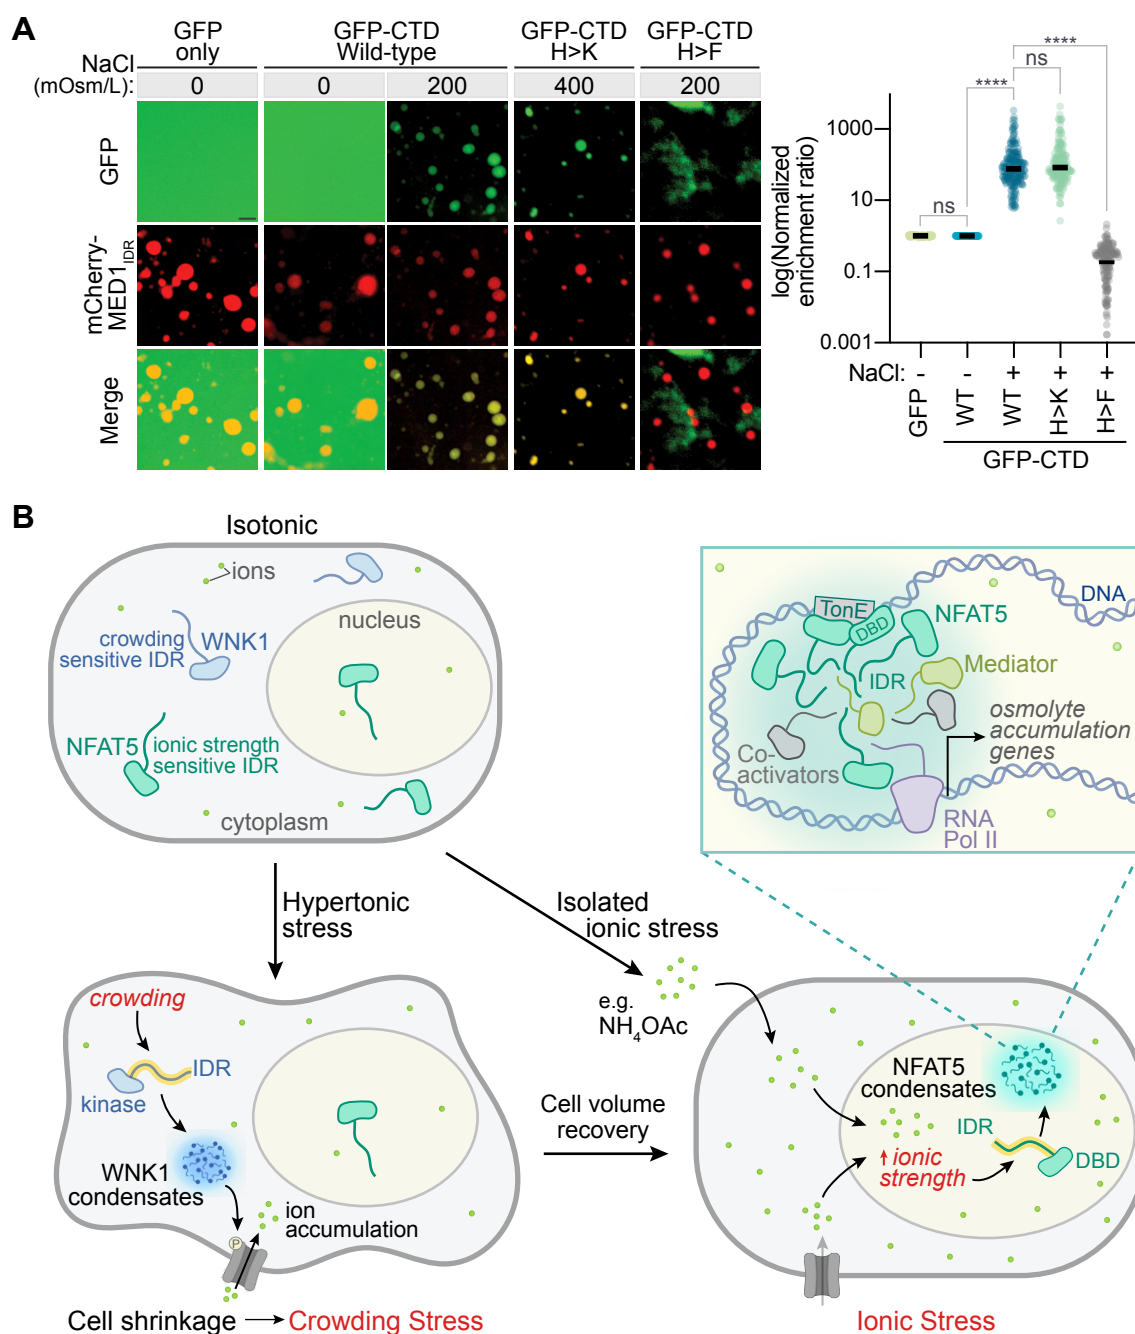 A
GFP
only
GFP-CTD
Wild-type
GFP-CTD
H>K
GFP-CTD
H>F
NaCl
(mOsm/L):
0
0
200
400
200
GFP
mCherry-
MED1IDR
Merge
log(Normalized
enrichment ratio)
1000
10
0.1
0.001
ns
****
ns
****
NaCl: - - + + +
GFP
WT
WT
H>K
H>F
GFP-CTD
B
Isotonic
ions
nucleus
WNK1
crowding
sensitive IDR
NFAT5
ionic strength
sensitive IDR
cytoplasm
TonE
DBD
NFAT5
DNA
IDR
Mediator
Co-
activators
osmolyte
accumulation
genes
RNA
Pol II
Hypertonic
stress
Isolated
ionic stress
e.g.
NH4OAc
crowding
IDR
kinase
WNK1
condensates
P
ion
accumulation
Cell shrinkage → Crowding Stress
Cell volume
recovery
NFAT5
condensates
IDR
DBD
↑ ionic
strength
Ionic Stress